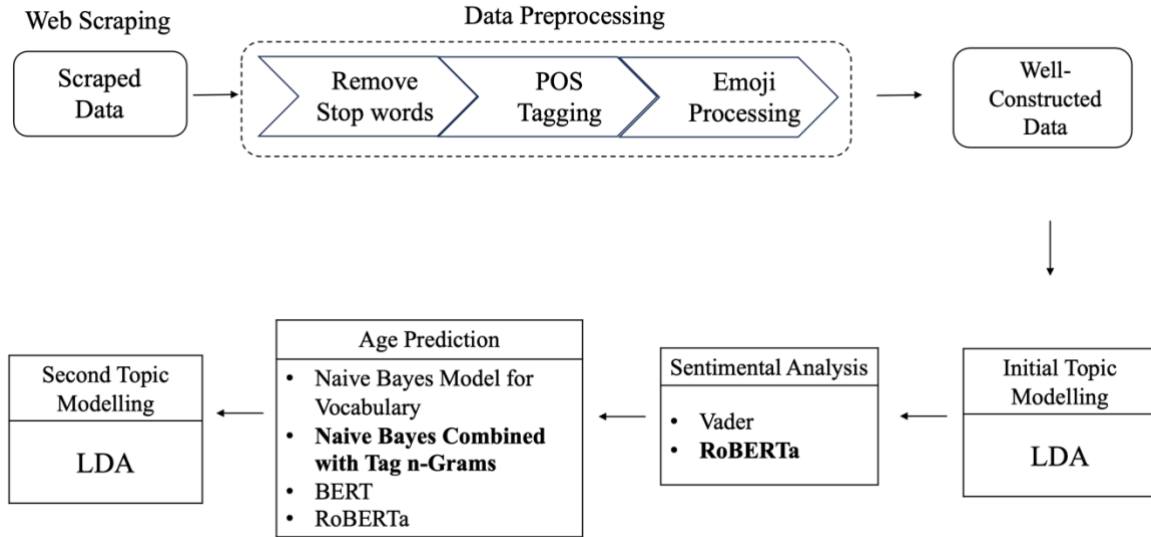 Web Scraping
Data Preprocessing
Scraped
Data
Remove
Stop words
POS
Tagging
Emoji
Processing
Well-
Constructed
Data
Second Topic
Modelling
LDA
Age Prediction
• Naive Bayes Model for
Vocabulary
• Naive Bayes Combined
with Tag n-Grams
• BERT
• RoBERTa
Sentimental Analysis
• Vader
• RoBERTa
Initial Topic
Modelling
LDA